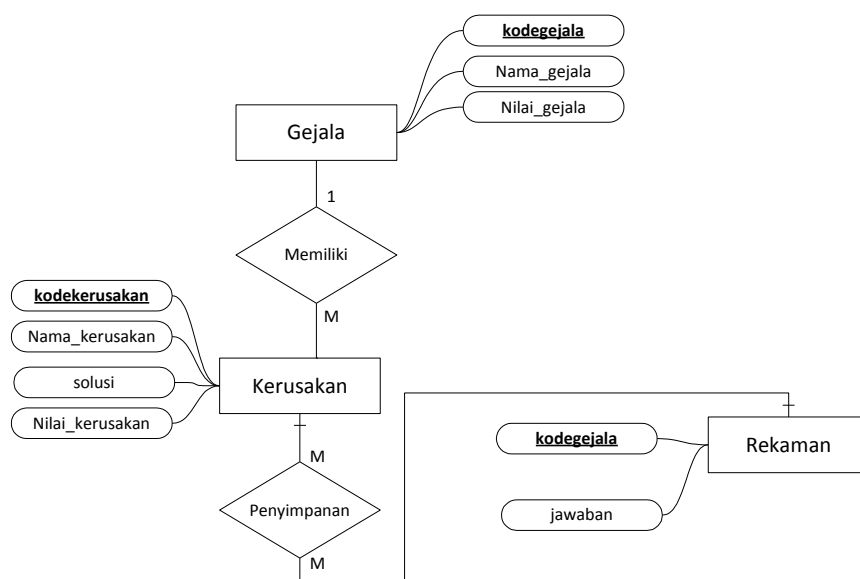 kodegejala
Nama_gejala
Nilai_gejala
Gejala
1
Memiliki
M
kodekerusakan
Nama_kerusakan
solusi
Nilai_kerusakan
Kerusakan
M
Penyimpanan
M
kodegejala
jawaban
Rekaman